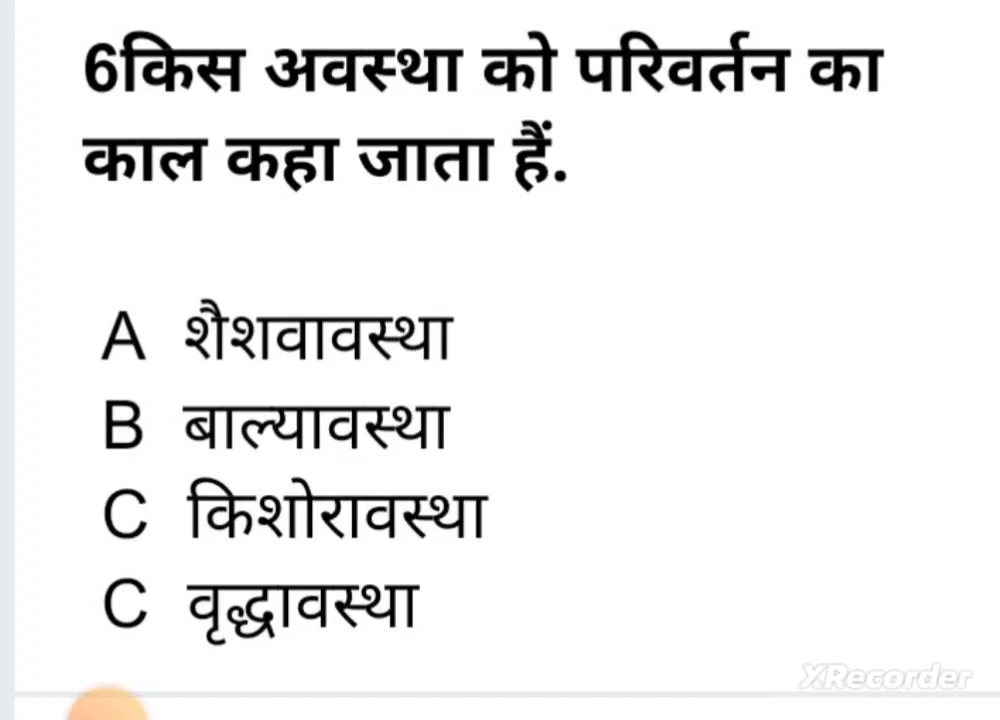 6किस अवस्था को परिवर्तन का
काल कहा जाता हैं.
A शैशवावस्था
B बाल्यावस्था
C किशोरावस्था
C वृद्धावस्था
XRecorder